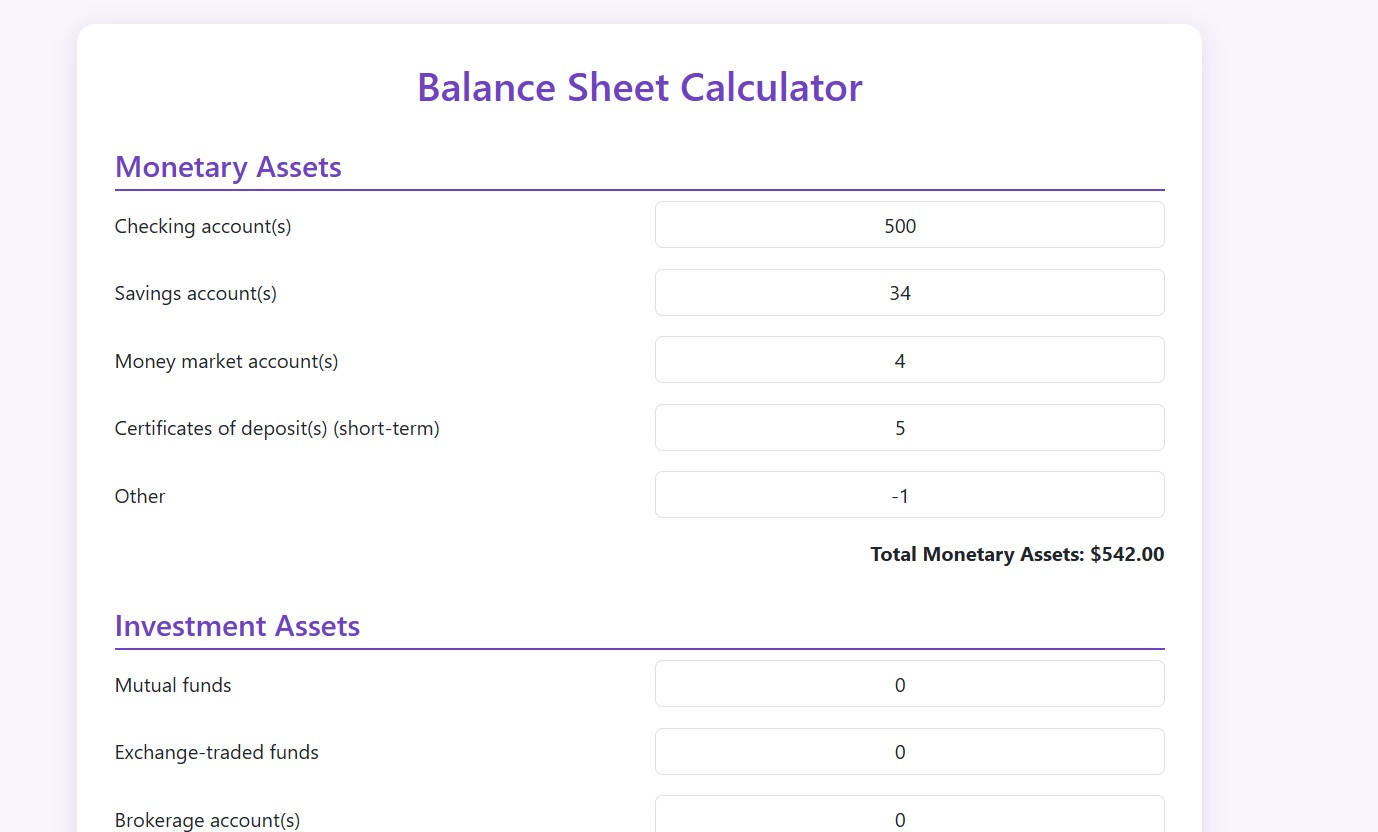 Balance Sheet Calculator
Monetary Assets
Checking account(s) 500
Savings account(s) 34
Money market account(s) 4
Certificates of deposit(s) (short-term) 5
Other -1
Total Monetary Assets: $542.00
Investment Assets
Mutual funds 0
Exchange-traded funds 0
Brokerage account(s) 0